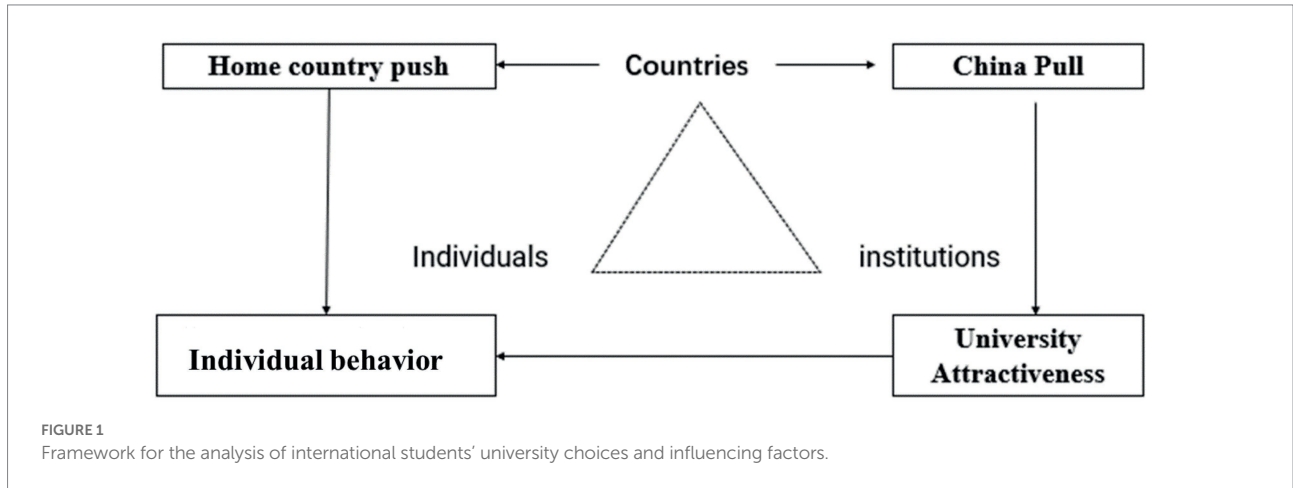 Home country push
Countries
China Pull
Individuals
institutions
Individual behavior
University
Attractiveness
FIGURE 1
Framework for the analysis of international students’ university choices and influencing factors.